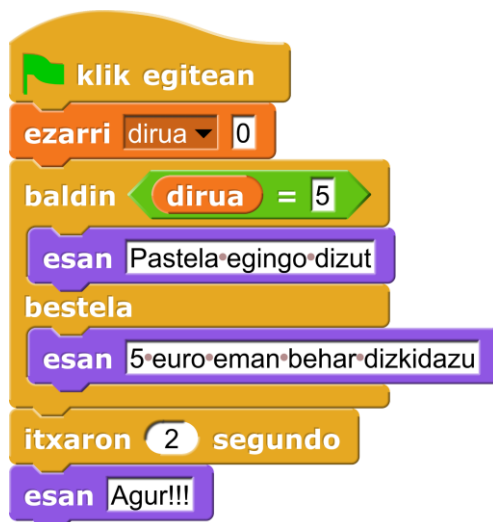 klik egitean
ezarri dirua 0
baldin dirua = 5
esan Pastela egingo dizut
bestela
esan 5 euro eman behar dizkidazu
itxaron 2 segundo
esan Agur!!!